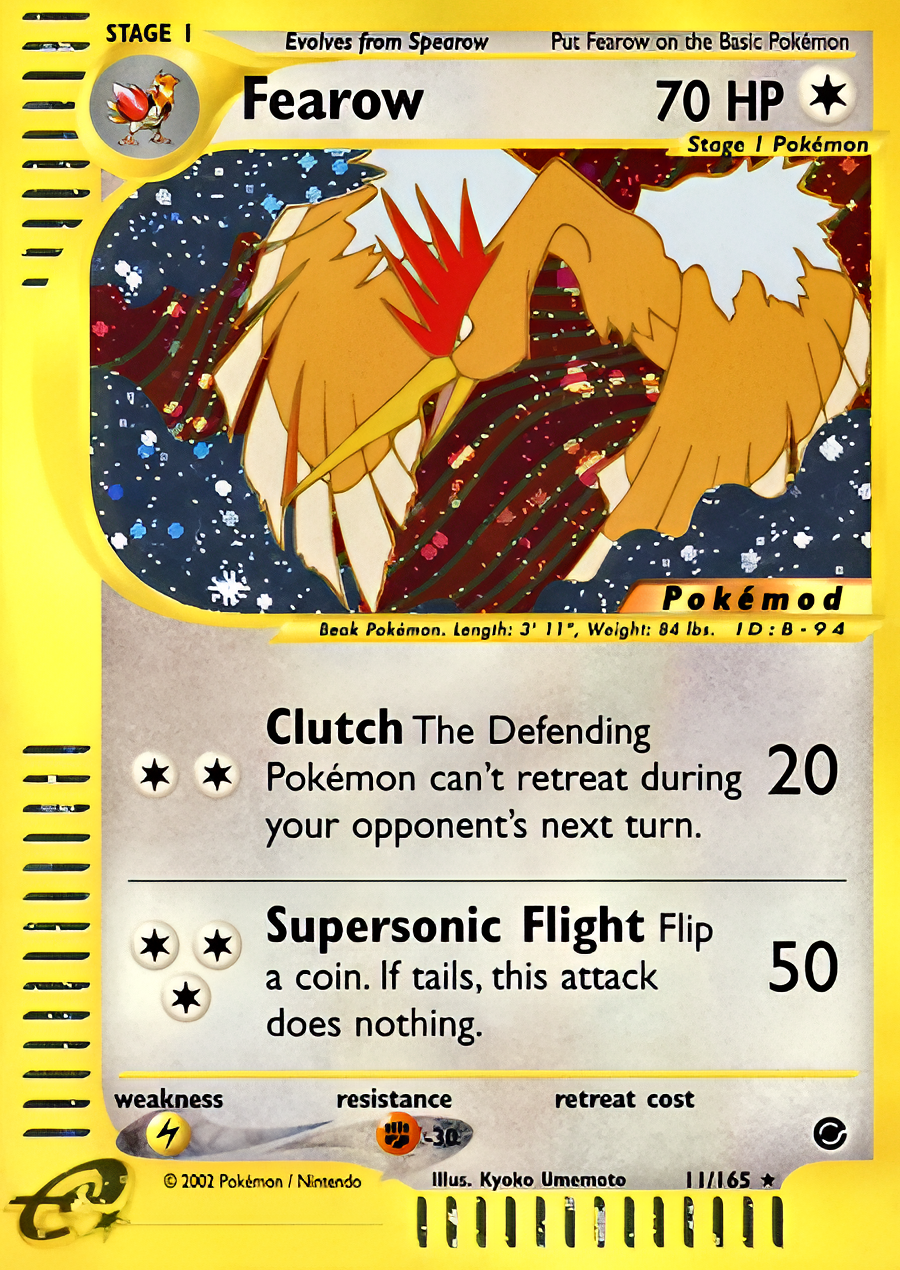 STAGE 1
Evolves from Spearow
Put Fearow on the Basic Pokémon
Fearow
70 HP
Stage 1 Pokémon
Pokémod
Beak Pokémon. Length: 3' 11", Weight: 84 lbs. ID:B-94
Clutch The Defending
Pokémon can't retreat during
your opponent's next turn.
20
Supersonic Flight Flip
a coin. If tails, this attack
does nothing.
50
weakness
resistance
retreat cost
-30
© 2002 Pokémon / Nintendo
Illus. Kyoko Umemoto
11/165